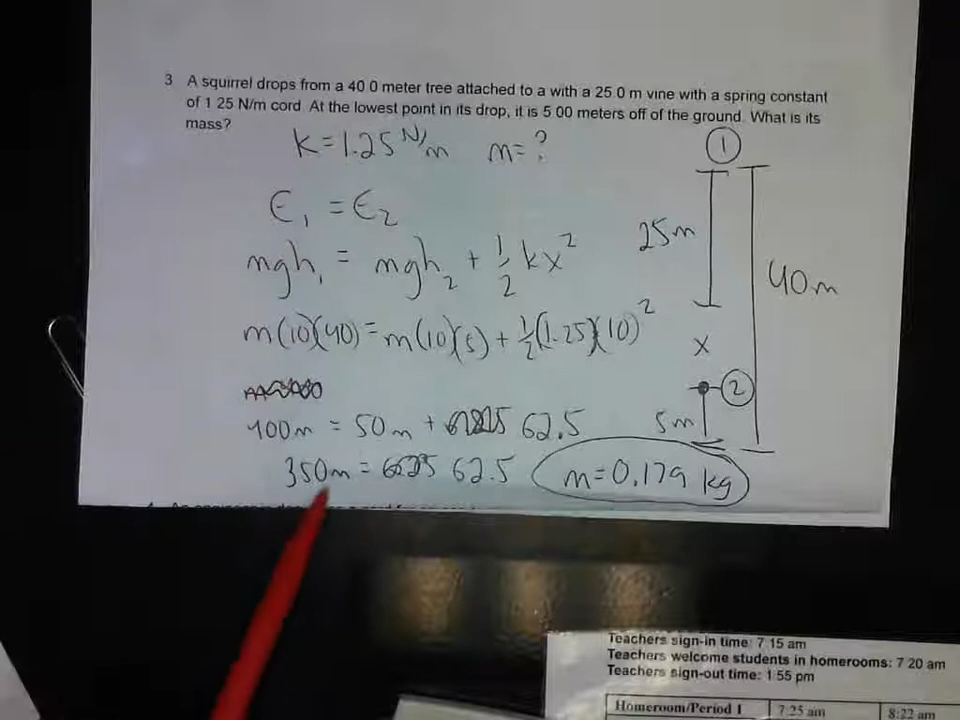 3 A squirrel drops from a 40 0 meter tree attached to a with a 25 0 m vine with a spring constant
of 1 25 N/m cord. At the lowest point in its drop, it is 5 00 meters off of the ground. What is its
mass?
K=1.25 N/m m=?
1
E1 = E2
25m
mgh1 = mgh2 + 1/2 kx²
40m
m(10)(40)=m(10)(5) + 1/2(1.25)(10)²
x
2
400m = 50m + 62.5
5m
350m = 62.5
m=0.179 kg
Teachers sign-in time: 7 15 am
Teachers welcome students in homerooms: 7 20 am
Teachers sign-out time: 1 55 pm
Homeroom/Period 1 7:25 am 8:22 am